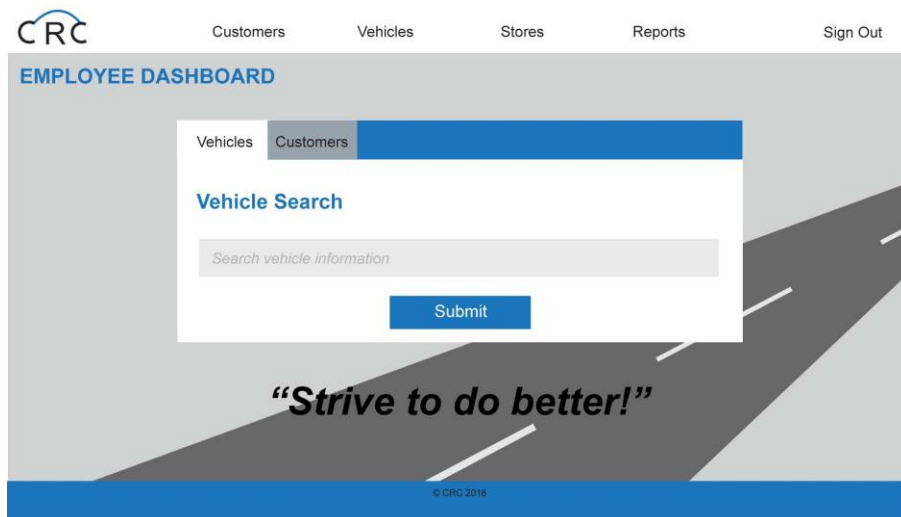 CRC
Customers Vehicles Stores Reports Sign Out
EMPLOYEE DASHBOARD
Vehicles Customers
Vehicle Search
Search vehicle information
Submit
“Strive to do better!”
© CRC 2018